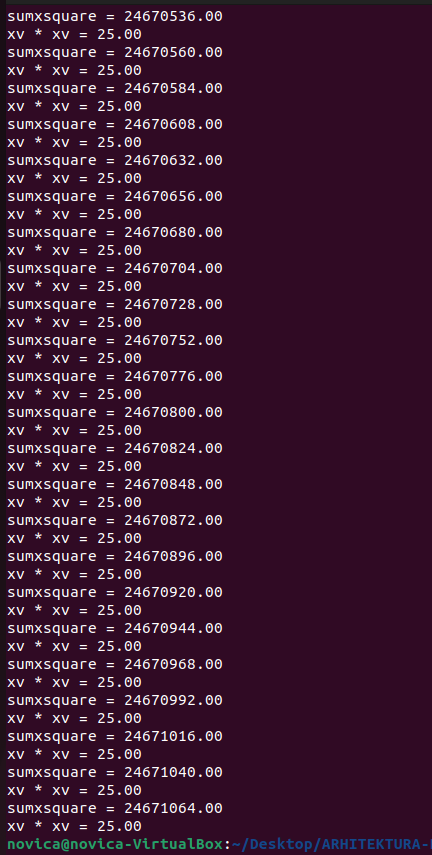 sumxsquare = 24670536.00
xv * xv = 25.00
sumxsquare = 24670560.00
xv * xv = 25.00
sumxsquare = 24670584.00
xv * xv = 25.00
sumxsquare = 24670608.00
xv * xv = 25.00
sumxsquare = 24670632.00
xv * xv = 25.00
sumxsquare = 24670656.00
xv * xv = 25.00
sumxsquare = 24670680.00
xv * xv = 25.00
sumxsquare = 24670704.00
xv * xv = 25.00
sumxsquare = 24670728.00
xv * xv = 25.00
sumxsquare = 24670752.00
xv * xv = 25.00
sumxsquare = 24670776.00
xv * xv = 25.00
sumxsquare = 24670800.00
xv * xv = 25.00
sumxsquare = 24670824.00
xv * xv = 25.00
sumxsquare = 24670848.00
xv * xv = 25.00
sumxsquare = 24670872.00
xv * xv = 25.00
sumxsquare = 24670896.00
xv * xv = 25.00
sumxsquare = 24670920.00
xv * xv = 25.00
sumxsquare = 24670944.00
xv * xv = 25.00
sumxsquare = 24670968.00
xv * xv = 25.00
sumxsquare = 24670992.00
xv * xv = 25.00
sumxsquare = 24671016.00
xv * xv = 25.00
sumxsquare = 24671040.00
xv * xv = 25.00
sumxsquare = 24671064.00
xv * xv = 25.00
novica@novica-VirtualBox:~/Desktop/ARHITEKTURA-